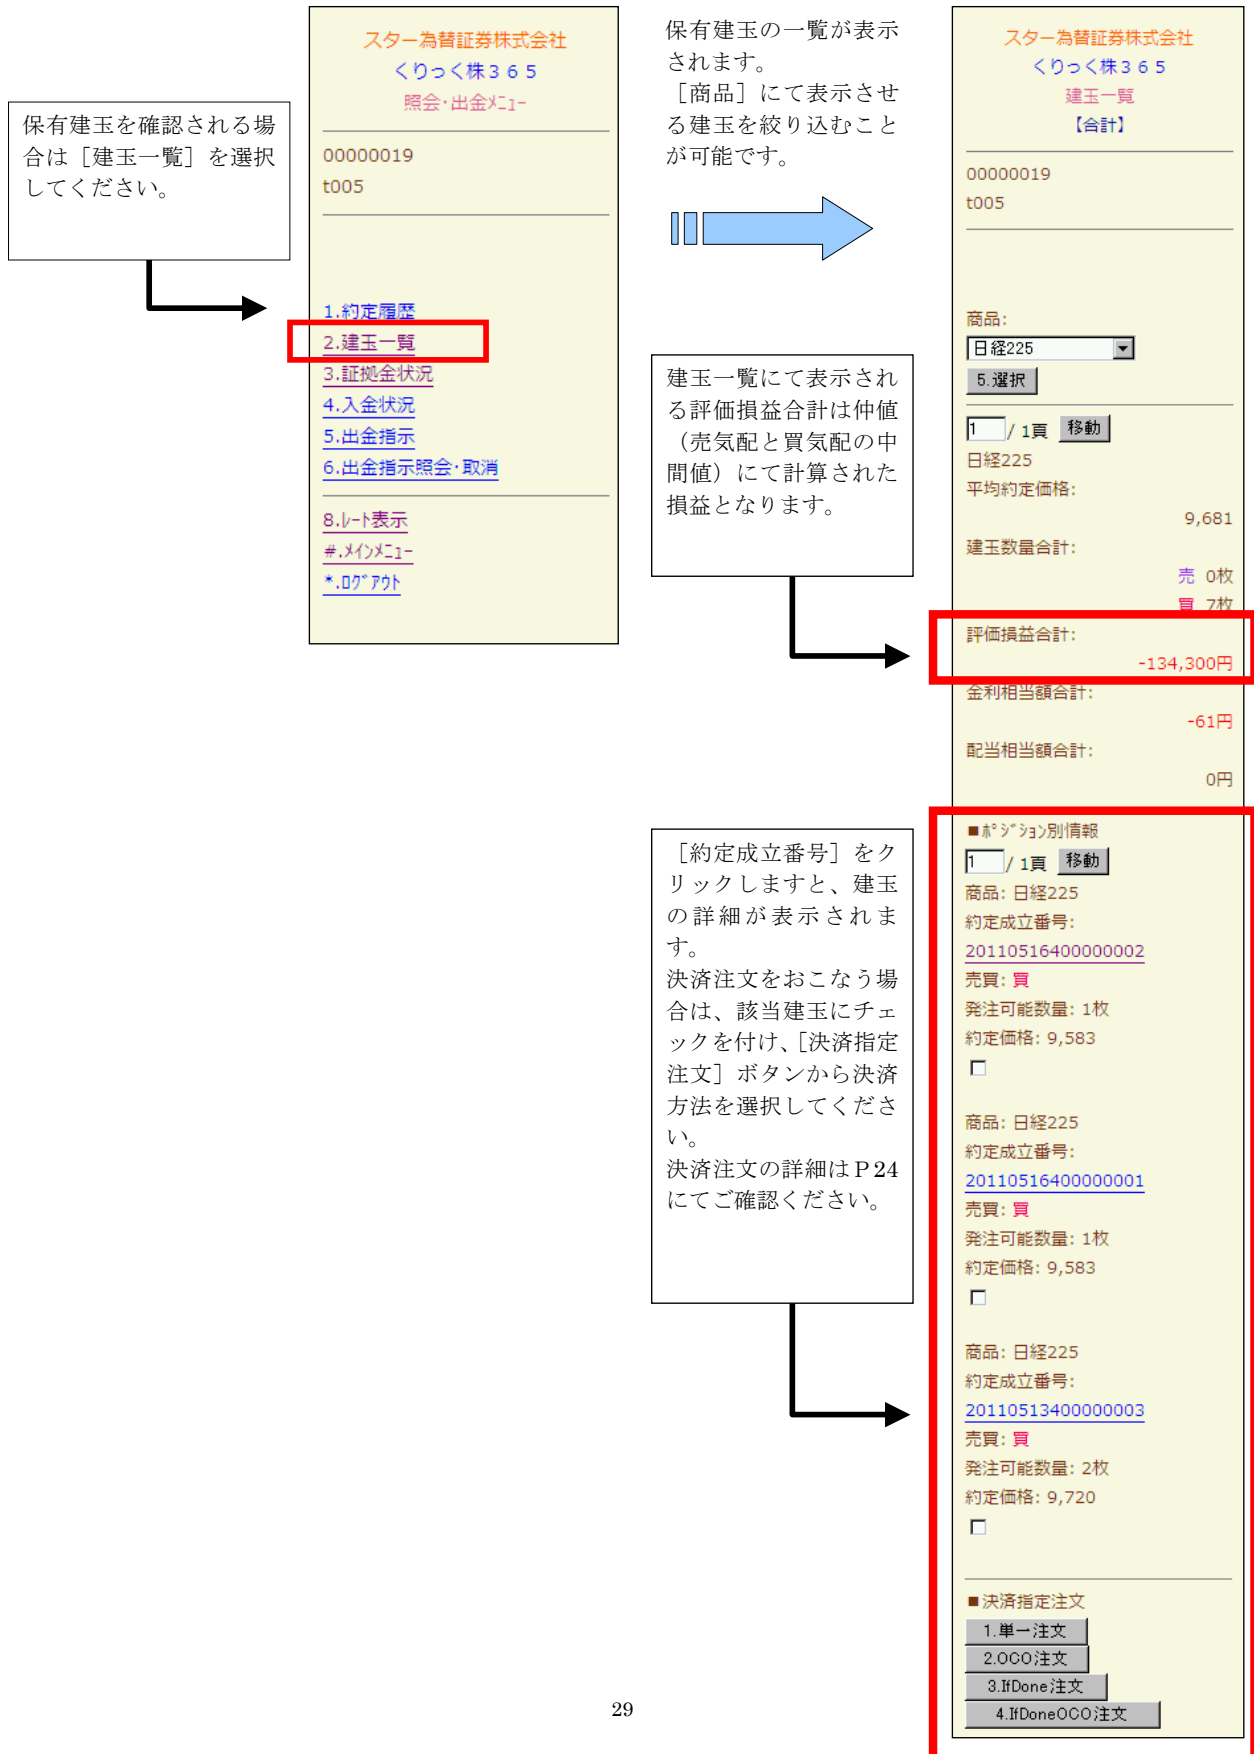 保有建玉を確認される場
合は［建玉一覧］を選択
してください。
スター為替証券株式会社
くりっく株３６５
照会･出金ﾒﾆｭｰ
00000019
t005
1.約定履歴
2.建玉一覧
3.証拠金状況
4.入金状況
5.出金指示
6.出金指示照会･取消
8.ﾚｰﾄ表示
#.ﾒｲﾝﾒﾆｭｰ
*.ﾛｸﾞｱｳﾄ
保有建玉の一覧が表示
されます。
［商品］にて表示させ
る建玉を絞り込むこと
が可能です。
建玉一覧にて表示され
る評価損益合計は仲値
（売気配と買気配の中
間値）にて計算された
損益となります。
［約定成立番号］をク
リックしますと、建玉
の詳細が表示されま
す。
決済注文をおこなう場
合は、該当建玉にチェ
ックを付け、［決済指定
注文］ボタンから決済
方法を選択してくださ
い。
決済注文の詳細はＰ24
にてご確認ください。
スター為替証券株式会社
くりっく株３６５
建玉一覧
【合計】
00000019
t005
商品:
日経225
5.選択
1 / 1頁 移動
日経225
平均約定価格:
9,681
建玉数量合計:
売 0枚
買 7枚
評価損益合計:
-134,300円
金利相当額合計:
-61円
配当相当額合計:
0円
■ﾎﾟｼﾞｼｮﾝ別情報
1 / 1頁 移動
商品: 日経225
約定成立番号:
20110516400000002
売買: 買
発注可能数量: 1枚
約定価格: 9,583
商品: 日経225
約定成立番号:
20110516400000001
売買: 買
発注可能数量: 1枚
約定価格: 9,583
商品: 日経225
約定成立番号:
20110513400000003
売買: 買
発注可能数量: 2枚
約定価格: 9,720
■決済指定注文
1.単一注文
2.OCO注文
3.IfDone注文
4.IfDoneOCO注文
29